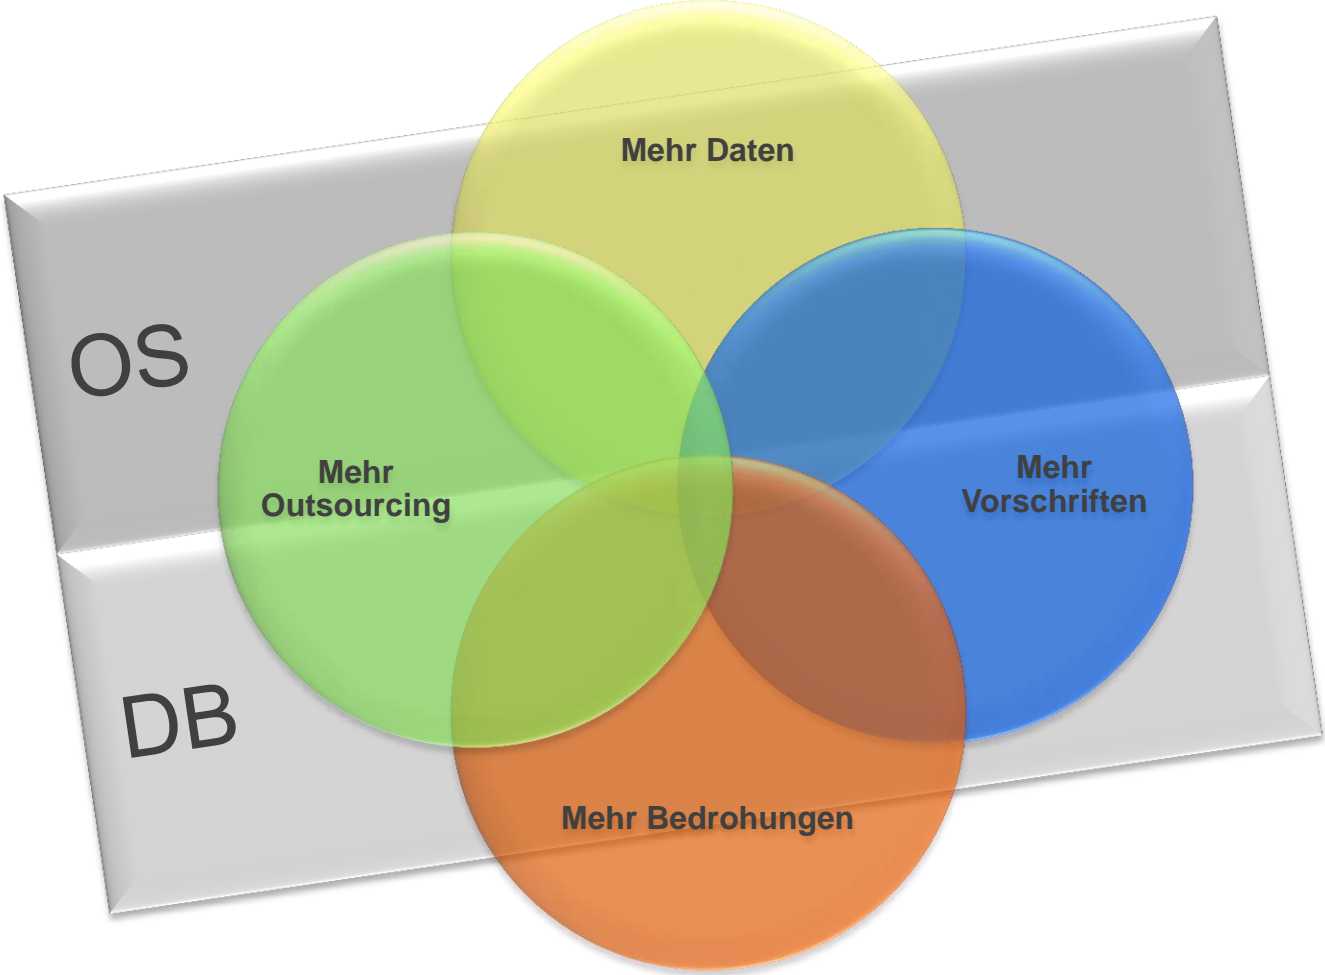 Mehr Daten
OS
Mehr
Outsourcing
Mehr
Vorschriften
DB
Mehr Bedrohungen